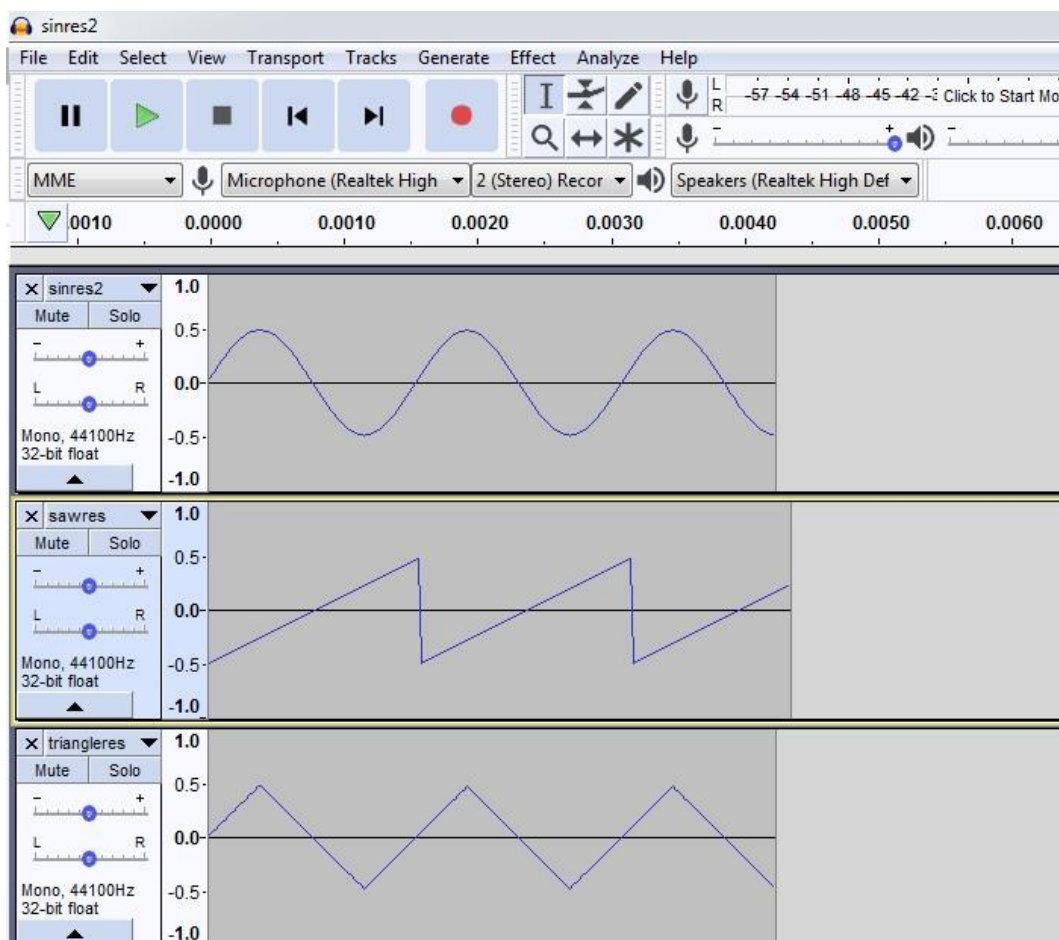 sinres2
File Edit Select View Transport Tracks Generate Effect Analyze Help
L
R
-57 -54 -51 -48 -45 -42 -3 Click to Start Mo
- +
-
MME
Microphone (Realtek High
2 (Stereo) Recor
Speakers (Realtek High Def
.0010 0.0000 0.0010 0.0020 0.0030 0.0040 0.0050 0.0060
X sinres2
Mute Solo
- +
L R
Mono, 44100Hz
32-bit float
1.0
0.5-
0.0-
-0.5-
-1.0
X sawres
Mute Solo
- +
L R
Mono, 44100Hz
32-bit float
1.0
0.5-
0.0-
-0.5-
-1.0
X triangleres
Mute Solo
- +
L R
Mono, 44100Hz
32-bit float
1.0
0.5-
0.0-
-0.5-
-1.0